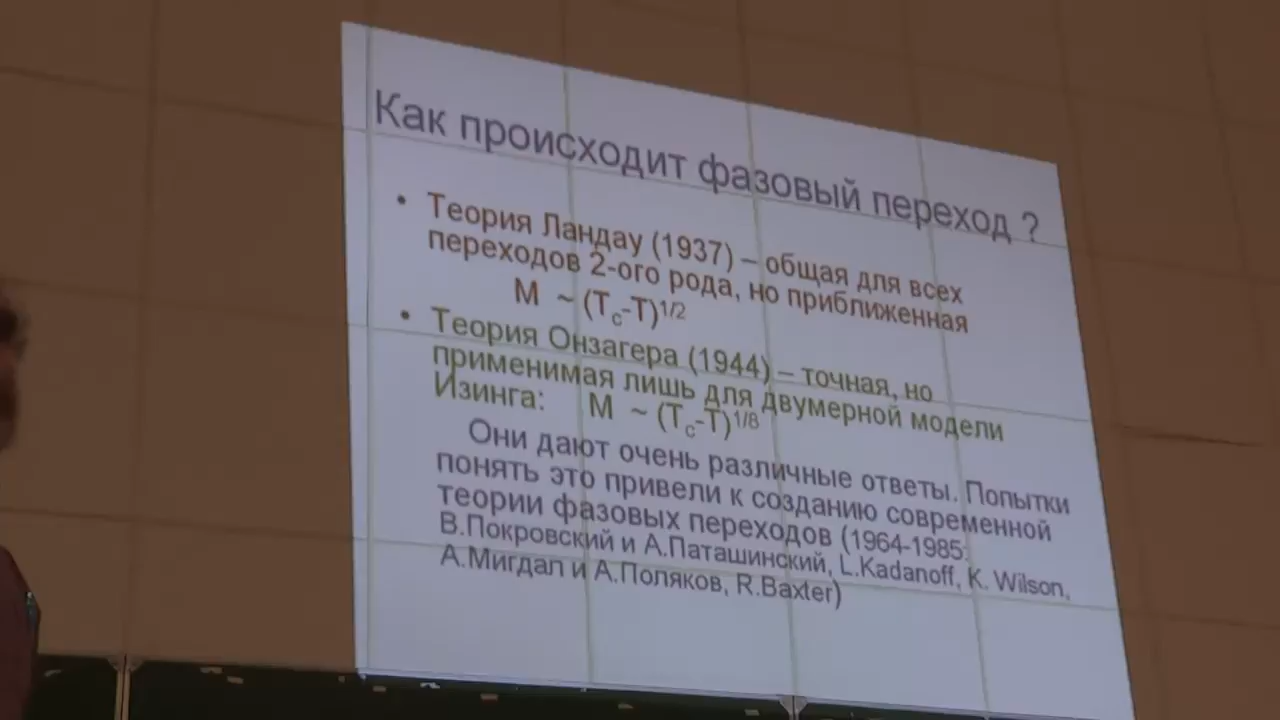 Как происходит фазовый переход ?
• Теория Ландау (1937) – общая для всех
переходов 2-ого рода, но приближенная
M ~ (Tc-T)1/2
• Теория Онзагера (1944) – точная, но
применимая лишь для двумерной модели
Изинга: M ~ (Tc-T)1/8
Они дают очень различные ответы. Попытки
понять это привели к созданию современной
теории фазовых переходов (1964-1985:
В.Покровский и А.Паташинский, L.Kadanoff, K. Wilson,
А.Мигдал и А.Поляков, R.Baxter)